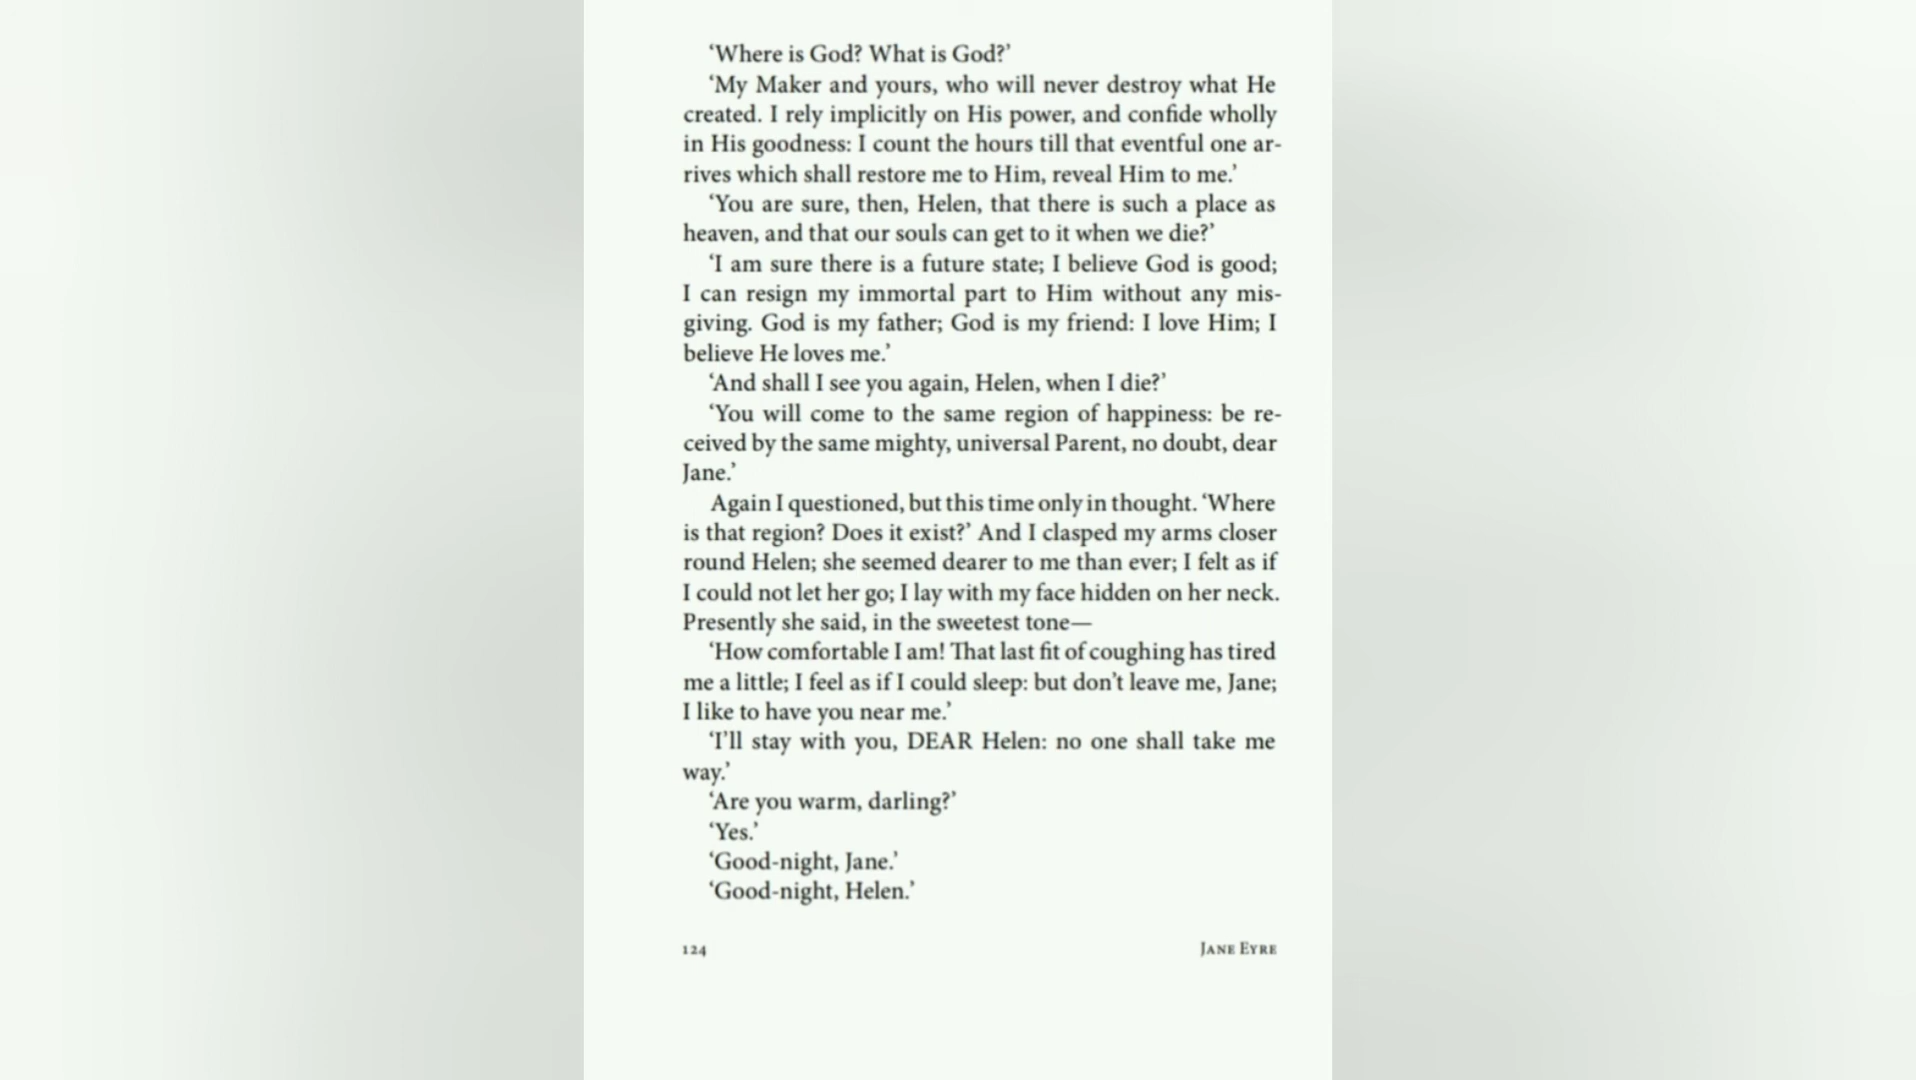 ‘Where is God? What is God?’
‘My Maker and yours, who will never destroy what He
created. I rely implicitly on His power, and confide wholly
in His goodness: I count the hours till that eventful one ar-
rives which shall restore me to Him, reveal Him to me.’
‘You are sure, then, Helen, that there is such a place as
heaven, and that our souls can get to it when we die?’
‘I am sure there is a future state; I believe God is good;
I can resign my immortal part to Him without any mis-
giving. God is my father; God is my friend: I love Him; I
believe He loves me.’
‘And shall I see you again, Helen, when I die?’
‘You will come to the same region of happiness: be re-
ceived by the same mighty, universal Parent, no doubt, dear
Jane.’
Again I questioned, but this time only in thought. ‘Where
is that region? Does it exist?’ And I clasped my arms closer
round Helen; she seemed dearer to me than ever; I felt as if
I could not let her go; I lay with my face hidden on her neck.
Presently she said, in the sweetest tone—
‘How comfortable I am! That last fit of coughing has tired
me a little; I feel as if I could sleep: but don’t leave me, Jane;
I like to have you near me.’
‘I’ll stay with you, DEAR Helen: no one shall take me
way.’
‘Are you warm, darling?’
‘Yes.’
‘Good-night, Jane.’
‘Good-night, Helen.’
124 Jane Eyre